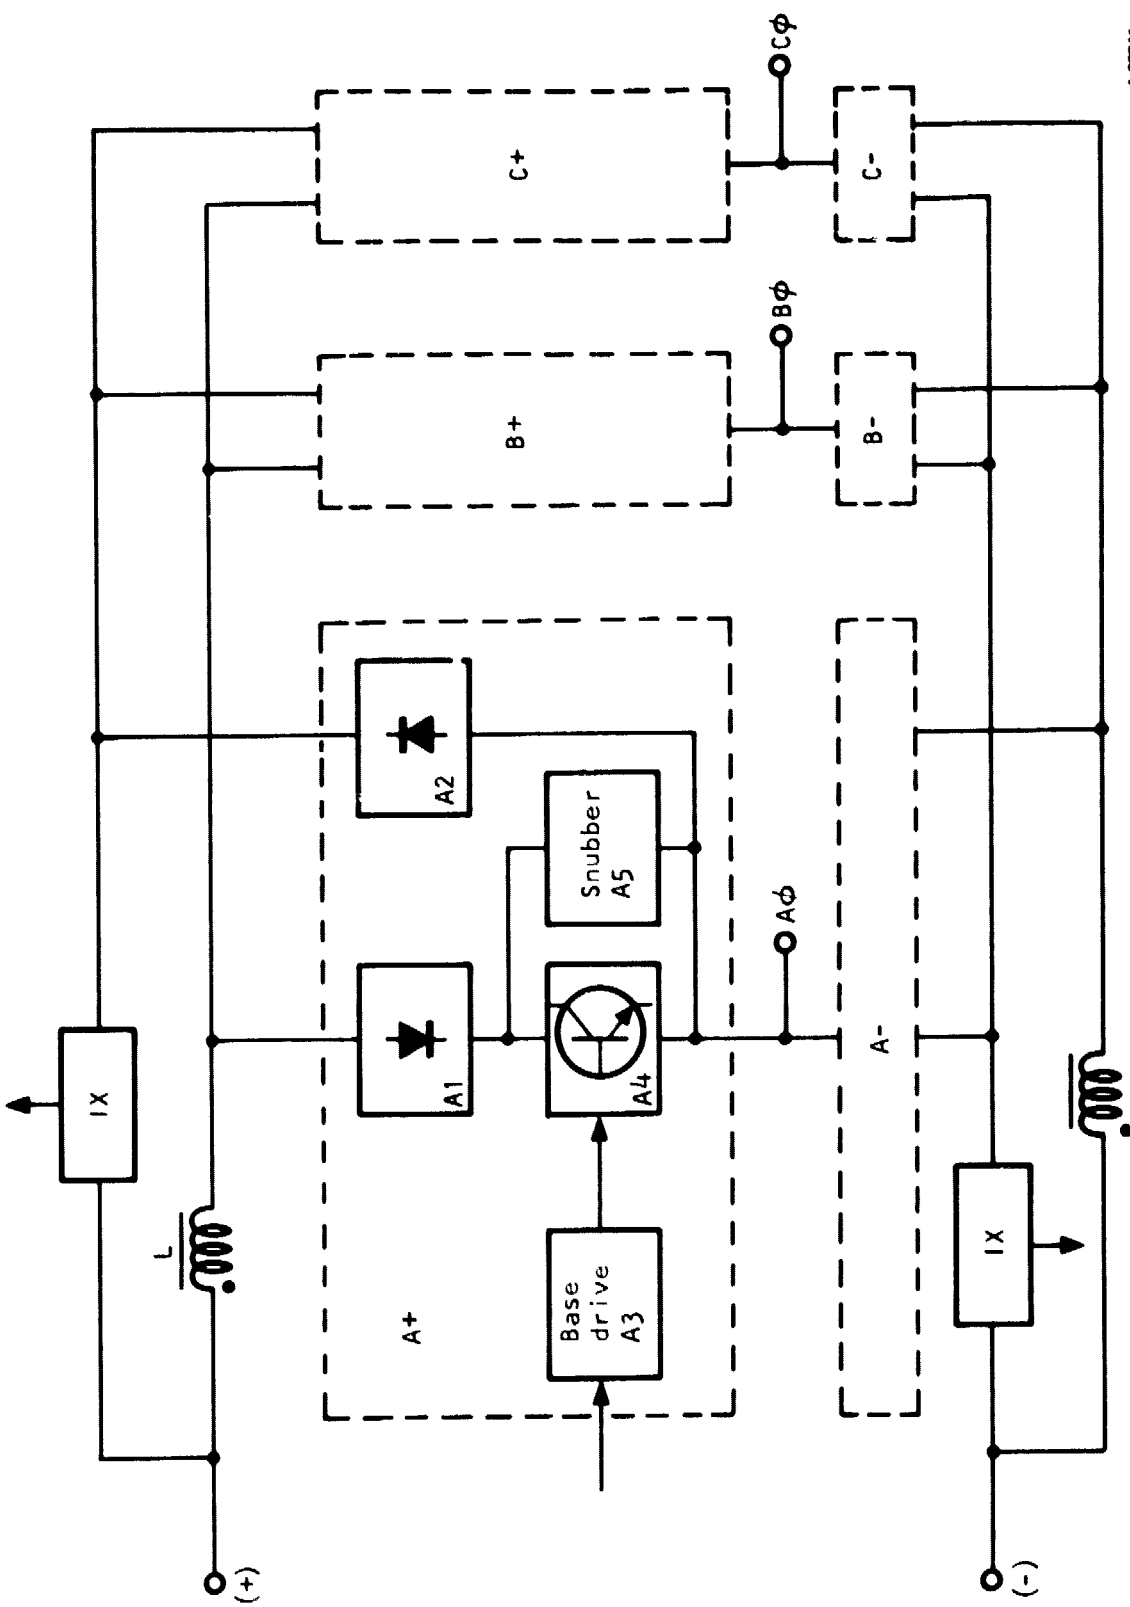 C+
Cϕ
C-
B+
Bϕ
B-
A2
Snubber
A5
Aϕ
IX
A1
A4
A-
L
A+
Base
drive
A3
IX
(+)
(-)